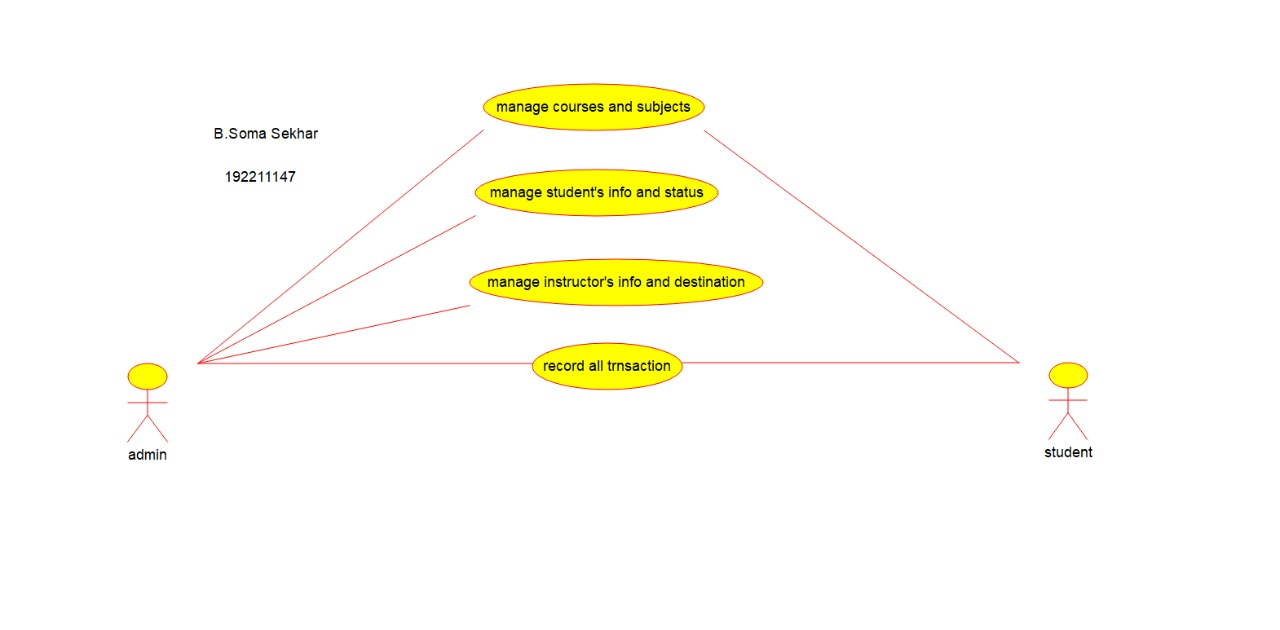 manage courses and subjects
B.Soma Sekhar
192211147
manage student's info and status
manage instructor's info and destination
record all trnsaction
admin
student